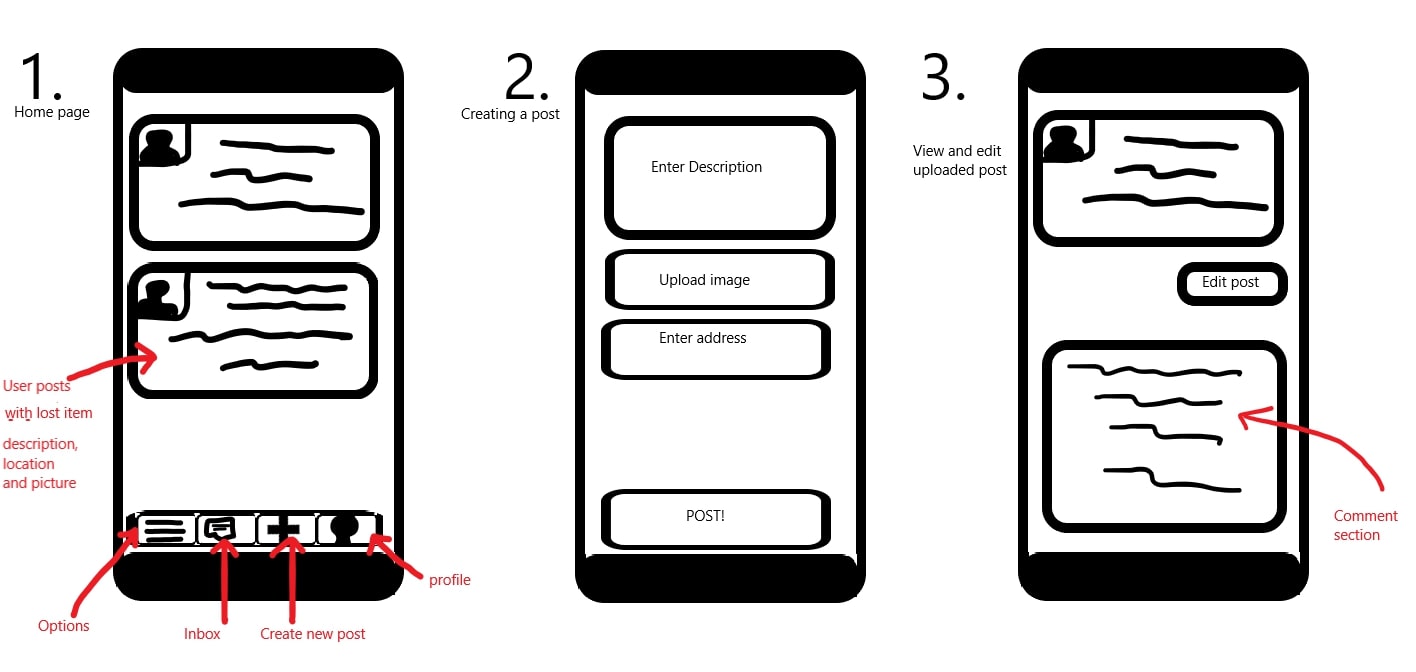 1.
Home page
User posts
with lost item
description,
location
and picture
Options
Inbox
Create new post
profile
2.
Creating a post
Enter Description
Upload image
Enter address
POST!
3.
View and edit
uploaded post
Edit post
Comment
section